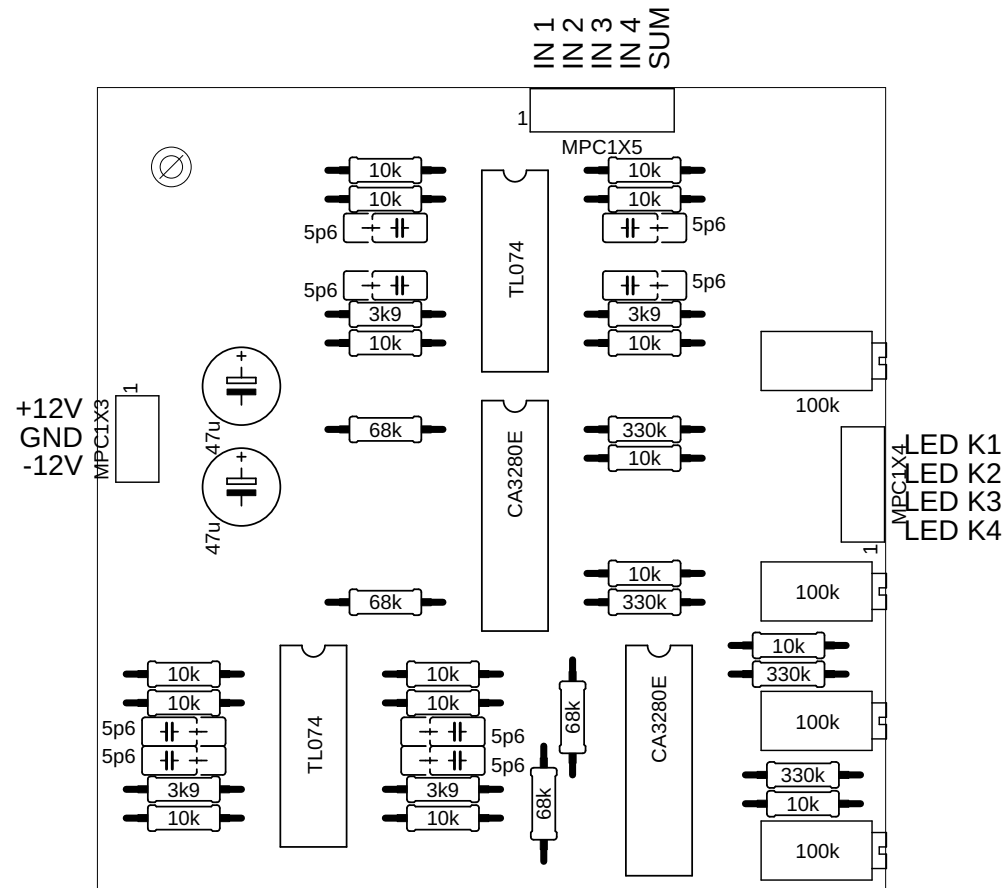 IN 1
IN 2
IN 3
IN 4
SUM
1
MPC1X5
10k
10k
10k
10k
5p6
5p6
TL074
5p6
5p6
3k9
3k9
10k
10k
100k
+12V
GND
-12V
MPC1X3
1
47u
+
47u
+
68k
CA3280E
330k
10k
MPC1X4
1
LED K1
LED K2
LED K3
LED K4
10k
68k
330k
100k
10k
330k
10k
10k
10k
10k
5p6
5p6
5p6
5p6
TL074
3k9
3k9
10k
10k
68k
68k
CA3280E
100k
330k
10k
100k